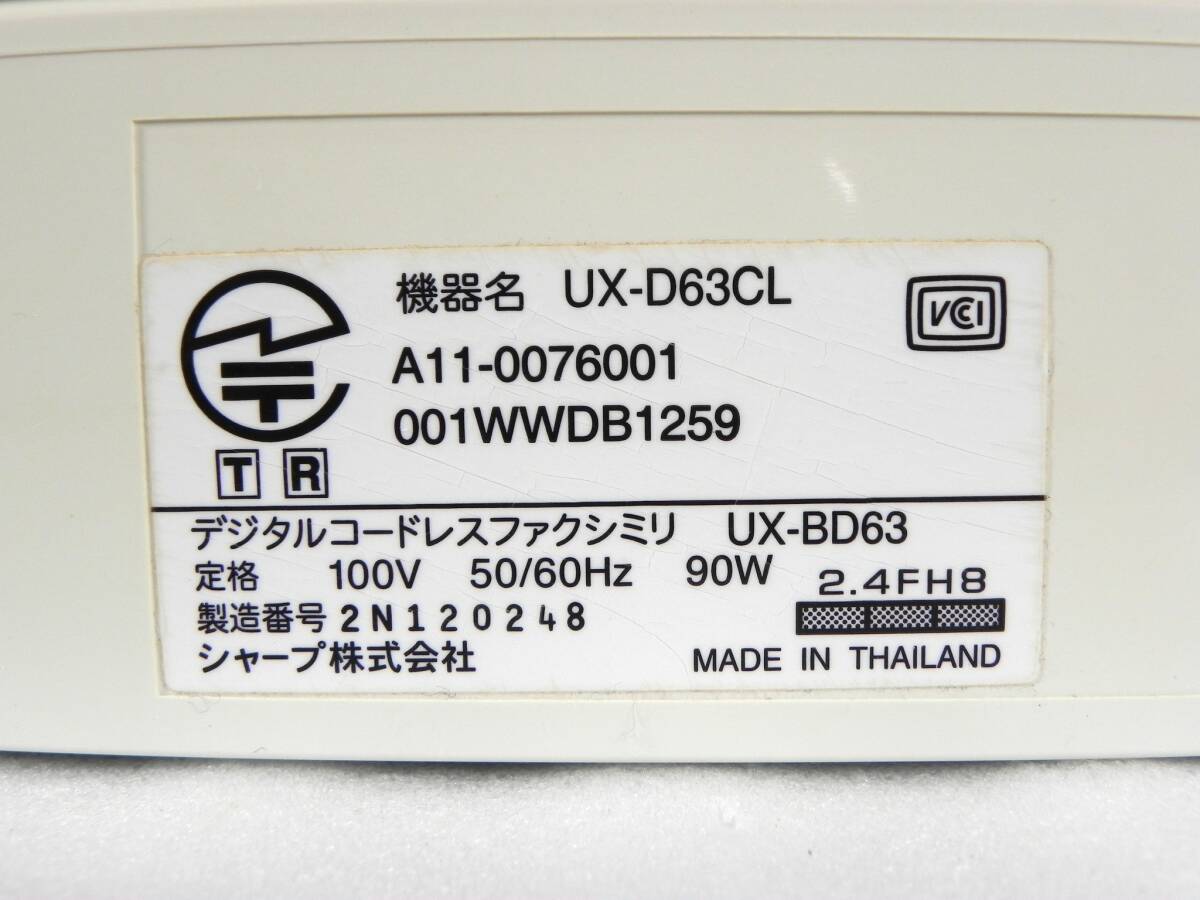 機器名 UX-D63CL
VCCI
A11-0076001
001WWDB1259
T R
デジタルコードレスファクシミリ UX-BD63
定格 100V 50/60Hz 90W
2.4FH8
製造番号 2N120248
シャープ株式会社
MADE IN THAILAND